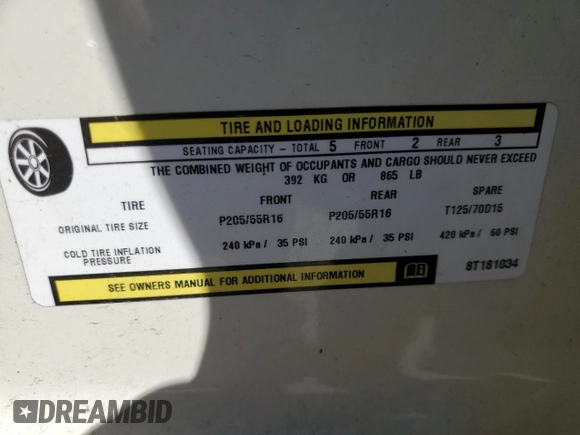 TIRE AND LOADING INFORMATION
SEATING CAPACITY - TOTAL 5 FRONT 2 REAR 3
THE COMBINED WEIGHT OF OCCUPANTS AND CARGO SHOULD NEVER EXCEED
392 KG OR 865 LB
TIRE FRONT REAR SPARE
ORIGINAL TIRE SIZE P205/55R16 P205/55R16 T125/70D15
COLD TIRE INFLATION PRESSURE 240 kPa / 35 PSI 240 kPa / 35 PSI 420 kPa / 60 PSI
SEE OWNERS MANUAL FOR ADDITIONAL INFORMATION
8T181034
DREAMBID